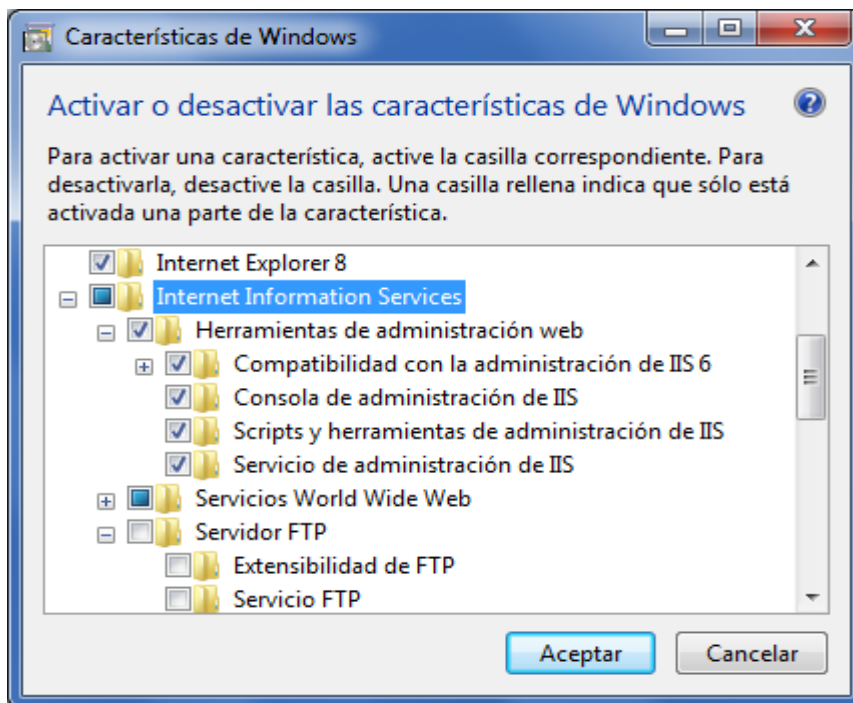 Características de Windows
Activar o desactivar las características de Windows
Para activar una característica, active la casilla correspondiente. Para
desactivarla, desactive la casilla. Una casilla rellena indica que sólo está
activada una parte de la característica.
Internet Explorer 8
Internet Information Services
Herramientas de administración web
Compatibilidad con la administración de IIS 6
Consola de administración de IIS
Scripts y herramientas de administración de IIS
Servicio de administración de IIS
Servicios World Wide Web
Servidor FTP
Extensibilidad de FTP
Servicio FTP
Aceptar Cancelar